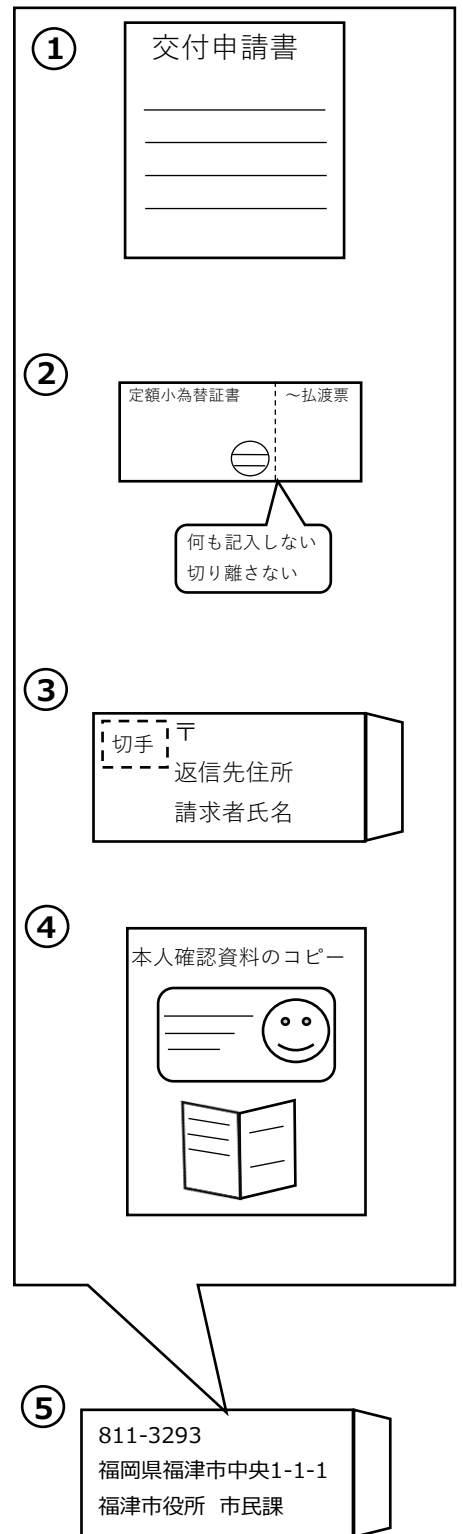 ①
交付申請書
②
定額小為替証書
～払渡票
何も記入しない
切り離さない
③
切手
〒
返信先住所
請求者氏名
④
本人確認資料のコピー
⑤
811-3293
福岡県福津市中央1-1-1
福津市役所 市民課